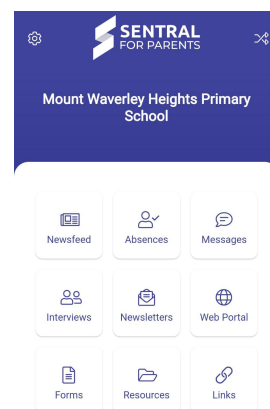 SENTRAL
FOR PARENTS
Mount Waverley Heights Primary
School
Newsfeed
Absences
Messages
Interviews
Newsletters
Web Portal
Forms
Resources
Links